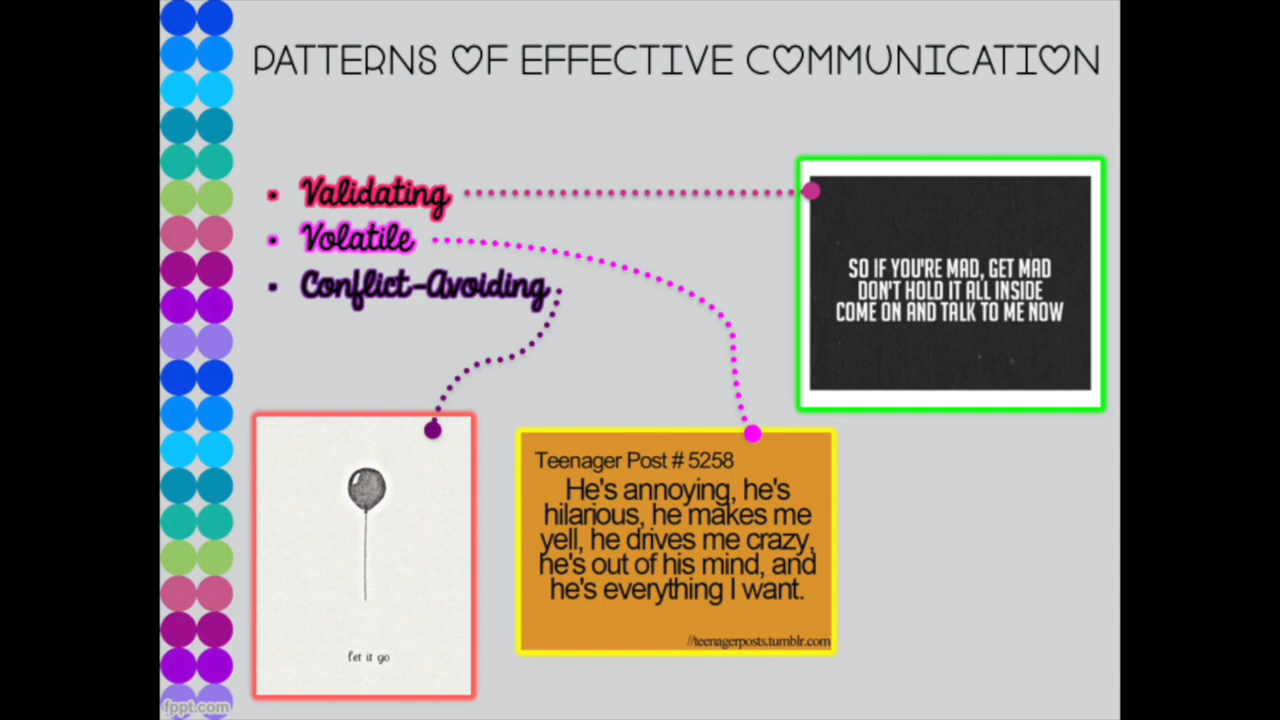 PATTERNS OF EFFECTIVE COMMUNICATION
• Validating
• Volatile
• Conflict-Avoiding
SO IF YOU'RE MAD, GET MAD
DON'T HOLD IT ALL INSIDE
COME ON AND TALK TO ME NOW
Teenager Post # 5258
He's annoying, he's
hilarious, he makes me
yell, he drives me crazy,
he's out of his mind, and
he's everything I want.
//teenagerposts.tumblr.com
let it go
fppt.com